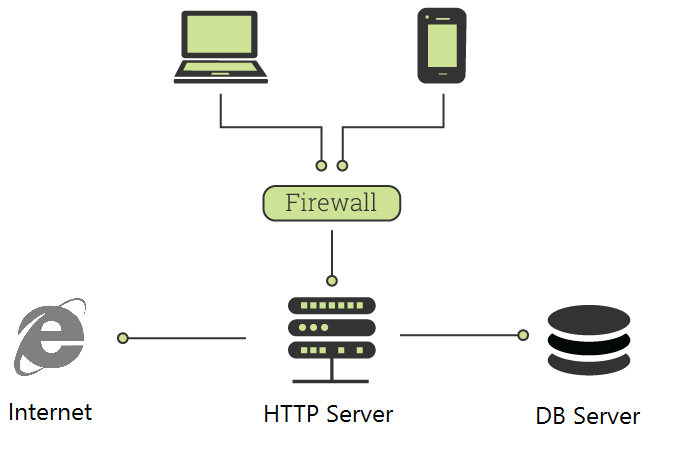 Firewall
Internet
HTTP Server
DB Server